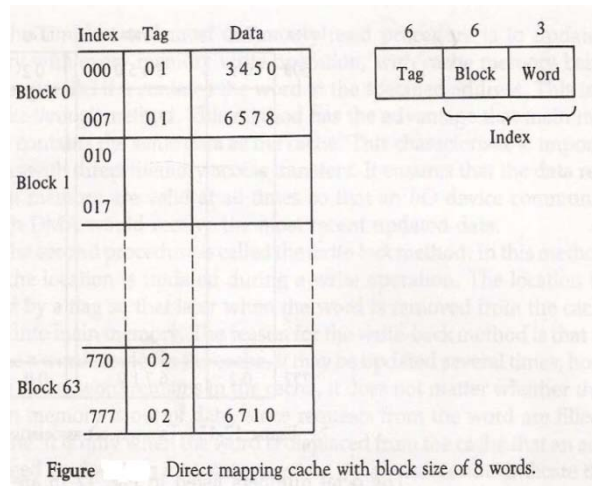 Index Tag Data
6 6 3
000 0 1 3 4 5 0
Tag Block Word
Block 0
007 0 1 6 5 7 8
Index
010
Block 1
017
770 0 2
Block 63
777 0 2 6 7 1 0
Figure Direct mapping cache with block size of 8 words.